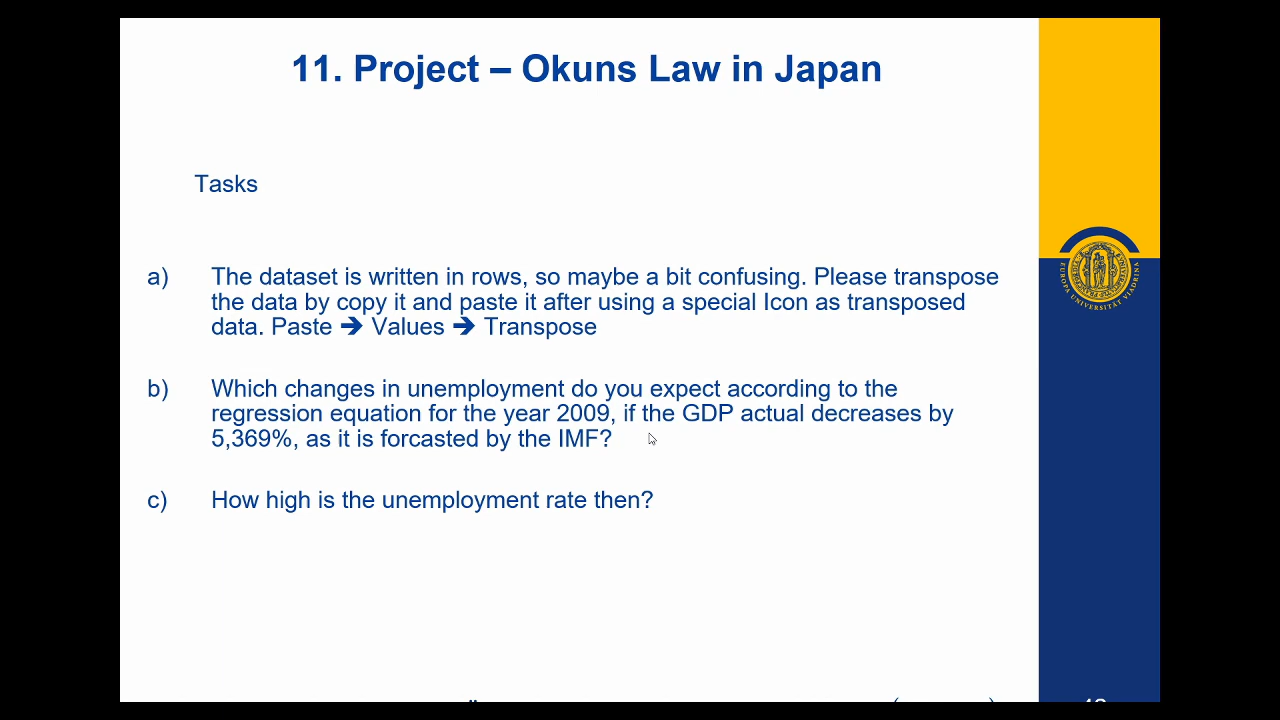 11. Project – Okuns Law in Japan
Tasks
a) The dataset is written in rows, so maybe a bit confusing. Please transpose
the data by copy it and paste it after using a special Icon as transposed
data. Paste ➔ Values ➔ Transpose
b) Which changes in unemployment do you expect according to the
regression equation for the year 2009, if the GDP actual decreases by
5,369%, as it is forcasted by the IMF?
c) How high is the unemployment rate then?
EUROPA UNIVERSITÄT VIADRINA